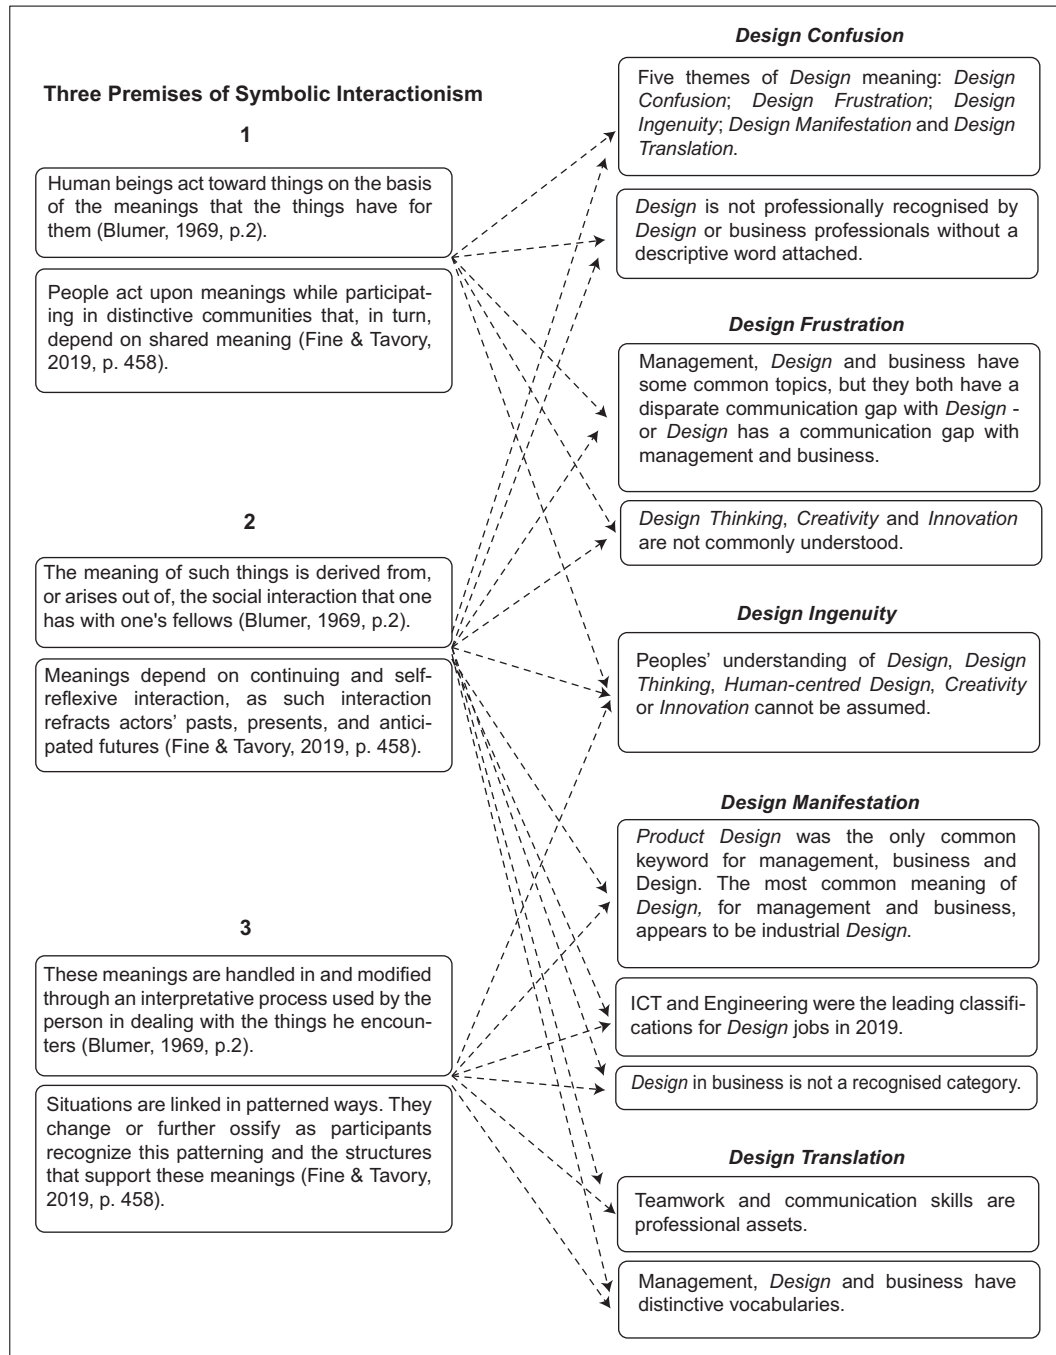 Three Premises of Symbolic Interactionism
1
Human beings act toward things on the basis
of the meanings that the things have for
them (Blumer, 1969, p.2).
People act upon meanings while participat-
ing in distinctive communities that, in turn,
depend on shared meaning (Fine & Tavory,
2019, p. 458).
2
The meaning of such things is derived from,
or arises out of, the social interaction that one
has with one's fellows (Blumer, 1969, p.2).
Meanings depend on continuing and self-
reflexive interaction, as such interaction
refracts actors’ pasts, presents, and antici-
pated futures (Fine & Tavory, 2019, p. 458).
3
These meanings are handled in and modified
through an interpretative process used by the
person in dealing with the things he encoun-
ters (Blumer, 1969, p.2).
Situations are linked in patterned ways. They
change or further ossify as participants
recognize this patterning and the structures
that support these meanings (Fine & Tavory,
2019, p. 458).
Design Confusion
Five themes of Design meaning: Design
Confusion; Design Frustration; Design
Ingenuity; Design Manifestation and Design
Translation.
Design is not professionally recognised by
Design or business professionals without a
descriptive word attached.
Design Frustration
Management, Design and business have
some common topics, but they both have a
disparate communication gap with Design -
or Design has a communication gap with
management and business.
Design Thinking, Creativity and Innovation
are not commonly understood.
Design Ingenuity
Peoples’ understanding of Design, Design
Thinking, Human-centred Design, Creativity
or Innovation cannot be assumed.
Design Manifestation
Product Design was the only common
keyword for management, business and
Design. The most common meaning of
Design, for management and business,
appears to be industrial Design.
ICT and Engineering were the leading classifi-
cations for Design jobs in 2019.
Design in business is not a recognised category.
Design Translation
Teamwork and communication skills are
professional assets.
Management, Design and business have
distinctive vocabularies.